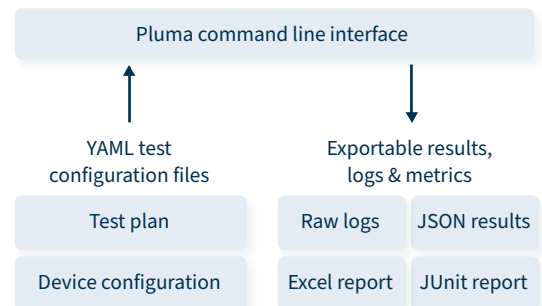 Pluma command line interface
YAML test
configuration files
Exportable results,
logs & metrics
Test plan
Raw logs
JSON results
Device configuration
Excel report
JUnit report